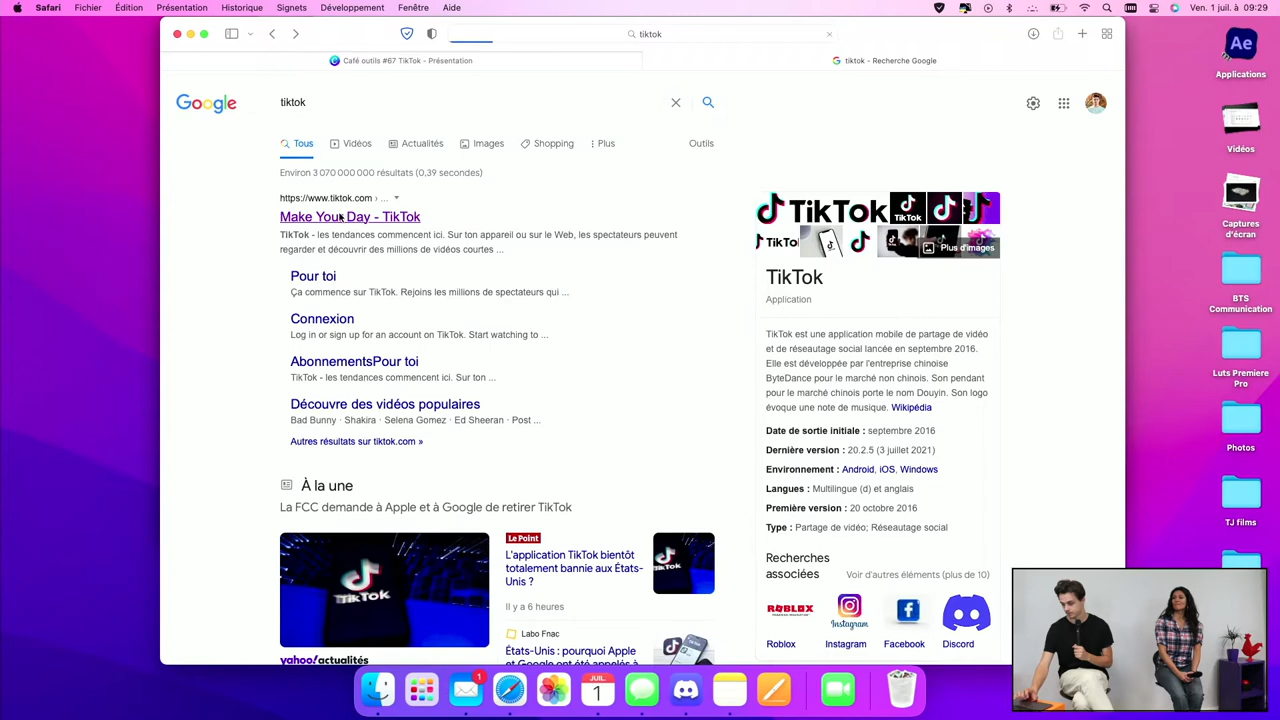 Safari Fichier Édition Présentation Historique Signets Développement Fenêtre Aide
Ven. 1 juil. à 09:29
tiktok
Café outils #67 TikTok - Présentation
tiktok - Recherche Google
Google
tiktok
Tous Vidéos Actualités Images Shopping Plus Outils
Environ 3 070 000 000 résultats (0,39 secondes)
https://www.tiktok.com › ...
Make Your Day - TikTok
TikTok - les tendances commencent ici. Sur ton appareil ou sur le Web, les spectateurs peuvent
regarder et découvrir des millions de vidéos courtes ...
Pour toi
Ça commence sur TikTok. Rejoins les millions de spectateurs qui ...
Connexion
Log in or sign up for an account on TikTok. Start watching to ...
AbonnementsPour toi
TikTok - les tendances commencent ici. Sur ton ...
Découvre des vidéos populaires
Bad Bunny · Shakira · Selena Gomez · Ed Sheeran · Post ...
Autres résultats sur tiktok.com »
À la une
La FCC demande à Apple et à Google de retirer TikTok
TikTok
yahoo!actualités
Le Point
L'application TikTok bientôt
totalement bannie aux États-
Unis ?
Il y a 6 heures
Labo Fnac
États-Unis : pourquoi Apple
et Google ont été appelés à
TikTok
TikTok
Plus d'images
TikTok
Application
TikTok est une application mobile de partage de vidéo
et de réseautage social lancée en septembre 2016.
Elle est développée par l'entreprise chinoise
ByteDance pour le marché non chinois. Son pendant
pour le marché chinois porte le nom Douyin. Son logo
évoque une note de musique. Wikipédia
Date de sortie initiale : septembre 2016
Dernière version : 20.2.5 (3 juillet 2021)
Environnement : Android, iOS, Windows
Langues : Multilingue (d) et anglais
Première version : 20 octobre 2016
Type : Partage de vidéo; Réseautage social
Recherches
associées
Voir d'autres éléments (plus de 10)
ROBLOX
Instagram
Roblox Instagram Facebook Discord
Ae
Applications
Vidéos
Captures
d'écran
BTS
Communication
Luts Premiere
Pro
Photos
TJ films
1
JUIL.
1